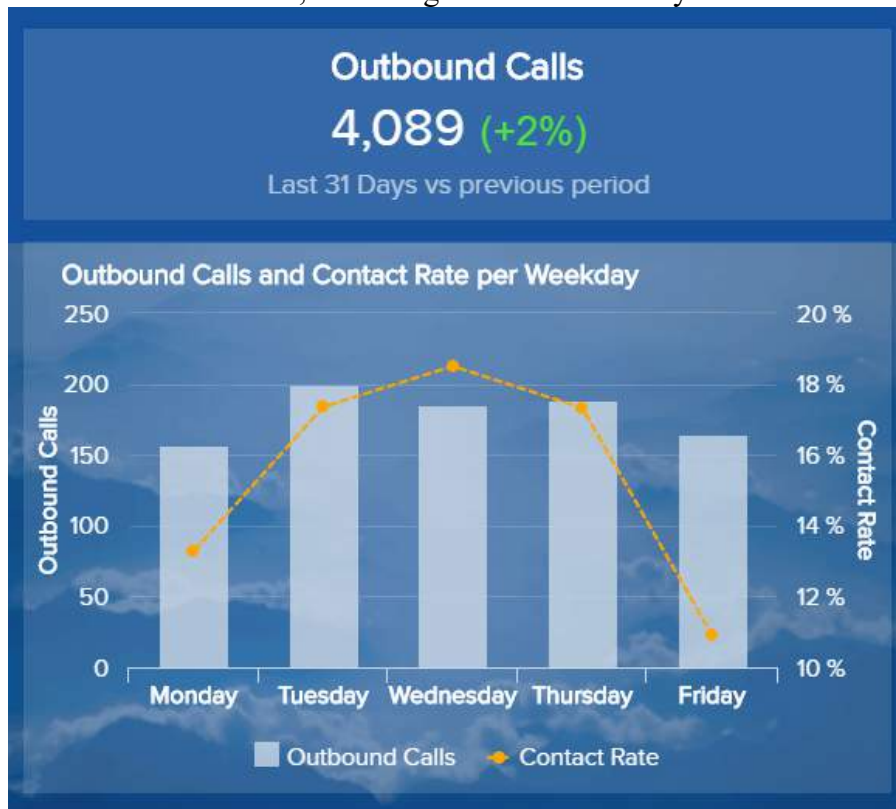 Outbound Calls
4,089 (+2%)
Last 31 Days vs previous period
Outbound Calls and Contact Rate per Weekday
250
200
150
100
50
0
Outbound Calls
20 %
18 %
16 %
14 %
12 %
10 %
Contact Rate
Monday Tuesday Wednesday Thursday Friday
Outbound Calls Contact Rate